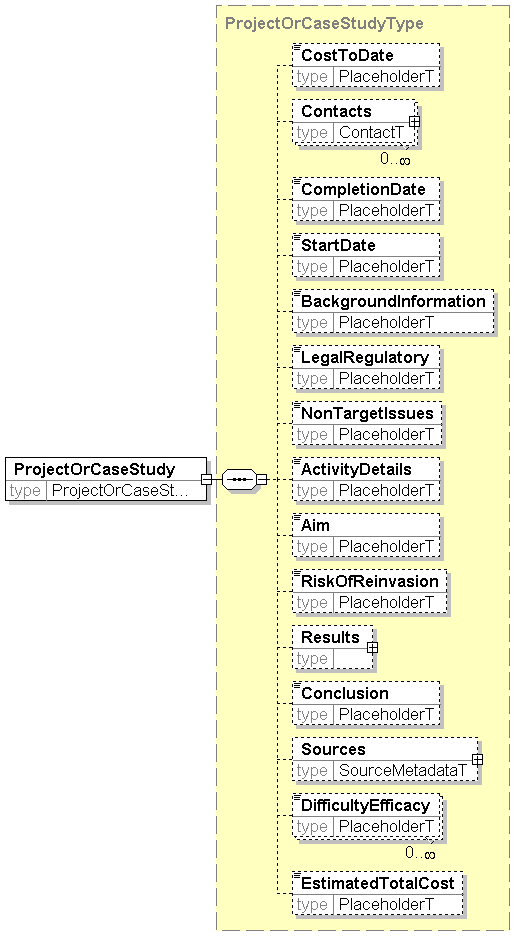 ProjectOrCaseStudyType
CostToDate
type PlaceholderT
Contacts
type ContactT
0..∞
CompletionDate
type PlaceholderT
StartDate
type PlaceholderT
BackgroundInformation
type PlaceholderT
LegalRegulatory
type PlaceholderT
NonTargetIssues
type PlaceholderT
ProjectOrCaseStudy
type ProjectOrCaseSt...
ActivityDetails
type PlaceholderT
Aim
type PlaceholderT
RiskOfReinvasion
type PlaceholderT
Results
type
Conclusion
type PlaceholderT
Sources
type SourceMetadataT
DifficultyEfficacy
type PlaceholderT
0..∞
EstimatedTotalCost
type PlaceholderT